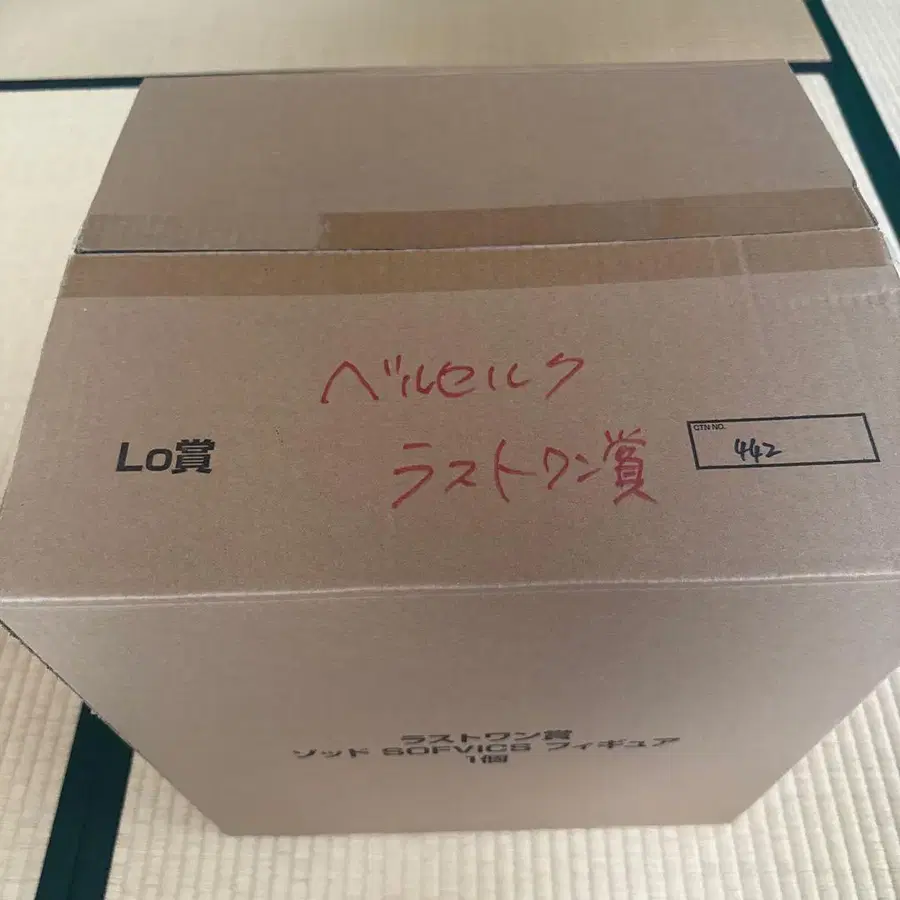 ベルセルク
Lo賞
ラストワン賞
CTN NO.
442
ラストワン賞
ゾッド SOFVICS フィギュア
1個